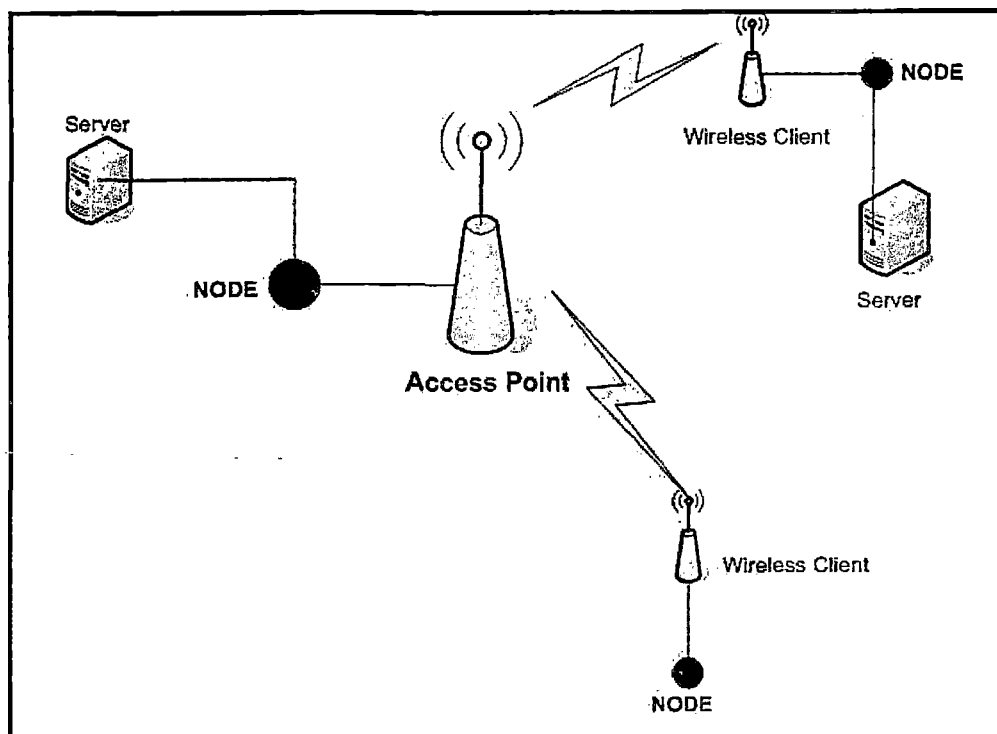 Server
NODE
Access Point
Wireless Client
NODE
Server
Wireless Client
NODE